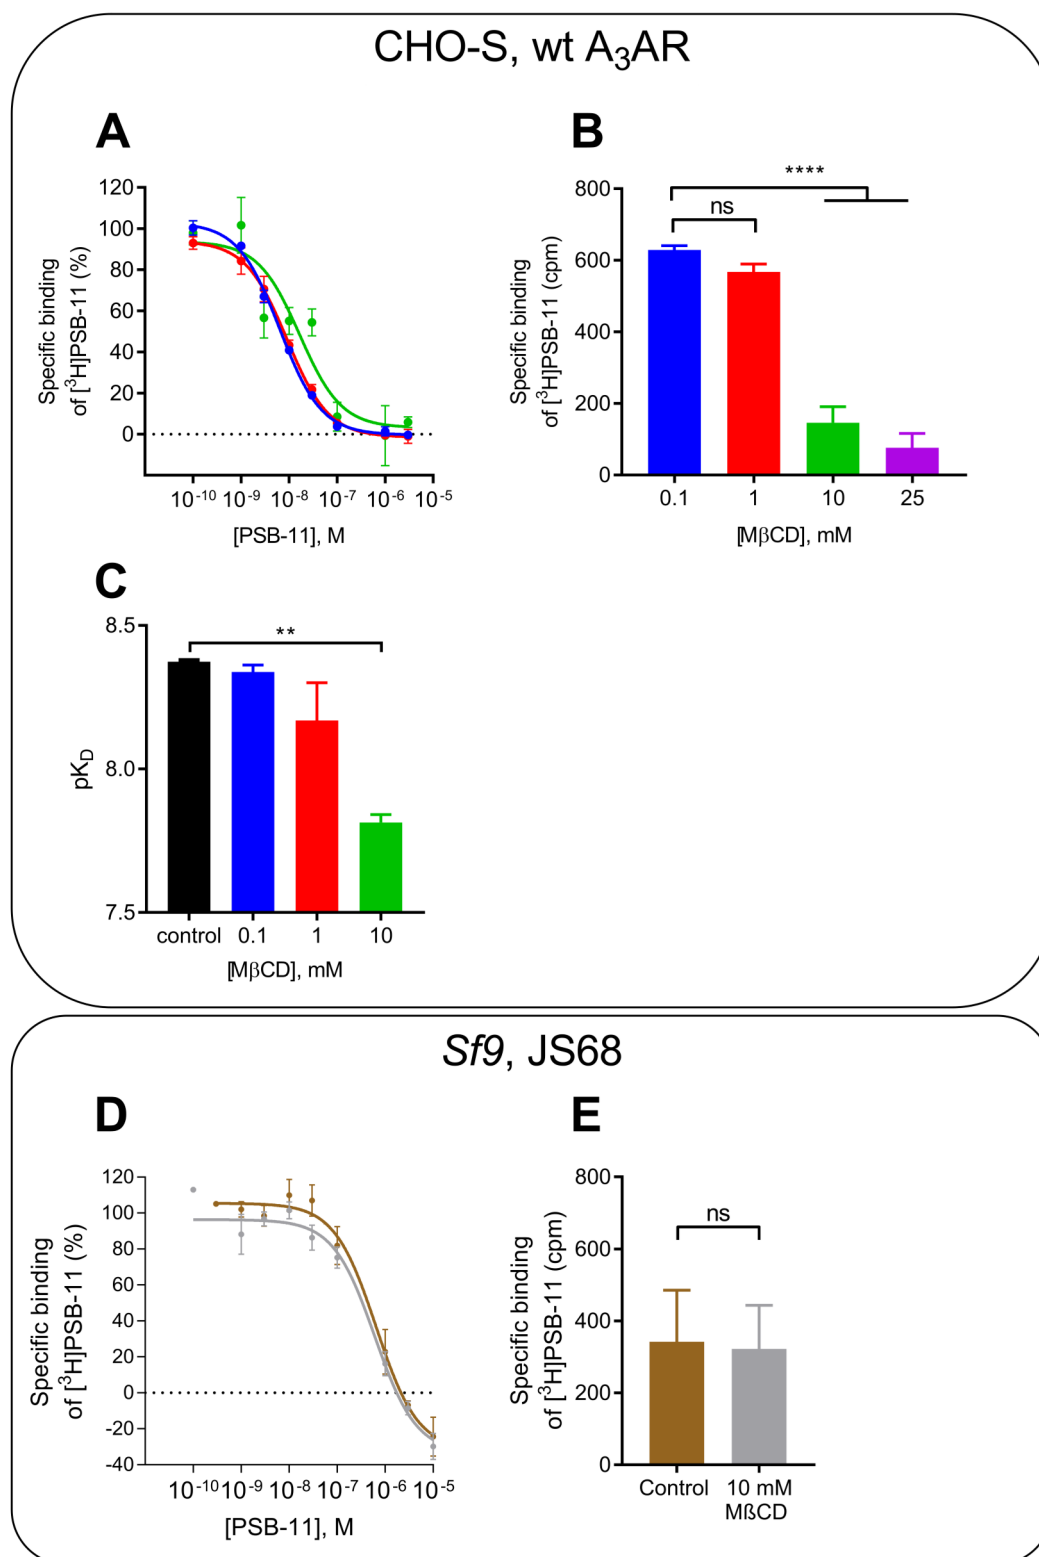 CHO-S, wt A₃AR
A
Specific binding
of [³H]PSB-11 (%)
120
100
80
60
40
20
0
10⁻¹⁰ 10⁻⁹ 10⁻⁸ 10⁻⁷ 10⁻⁶ 10⁻⁵
[PSB-11], M
B
Specific binding
of [³H]PSB-11 (cpm)
800
600
400
200
0
ns
****
0.1 1 10 25
[MβCD], mM
C
pK_D
8.5
8.0
7.5
**
control 0.1 1 10
[MβCD], mM
Sf9, JS68
D
Specific binding
of [³H]PSB-11 (%)
120
100
80
60
40
20
0
-20
-40
10⁻¹⁰ 10⁻⁹ 10⁻⁸ 10⁻⁷ 10⁻⁶ 10⁻⁵
[PSB-11], M
E
Specific binding
of [³H]PSB-11 (cpm)
800
600
400
200
0
ns
Control 10 mM
MßCD